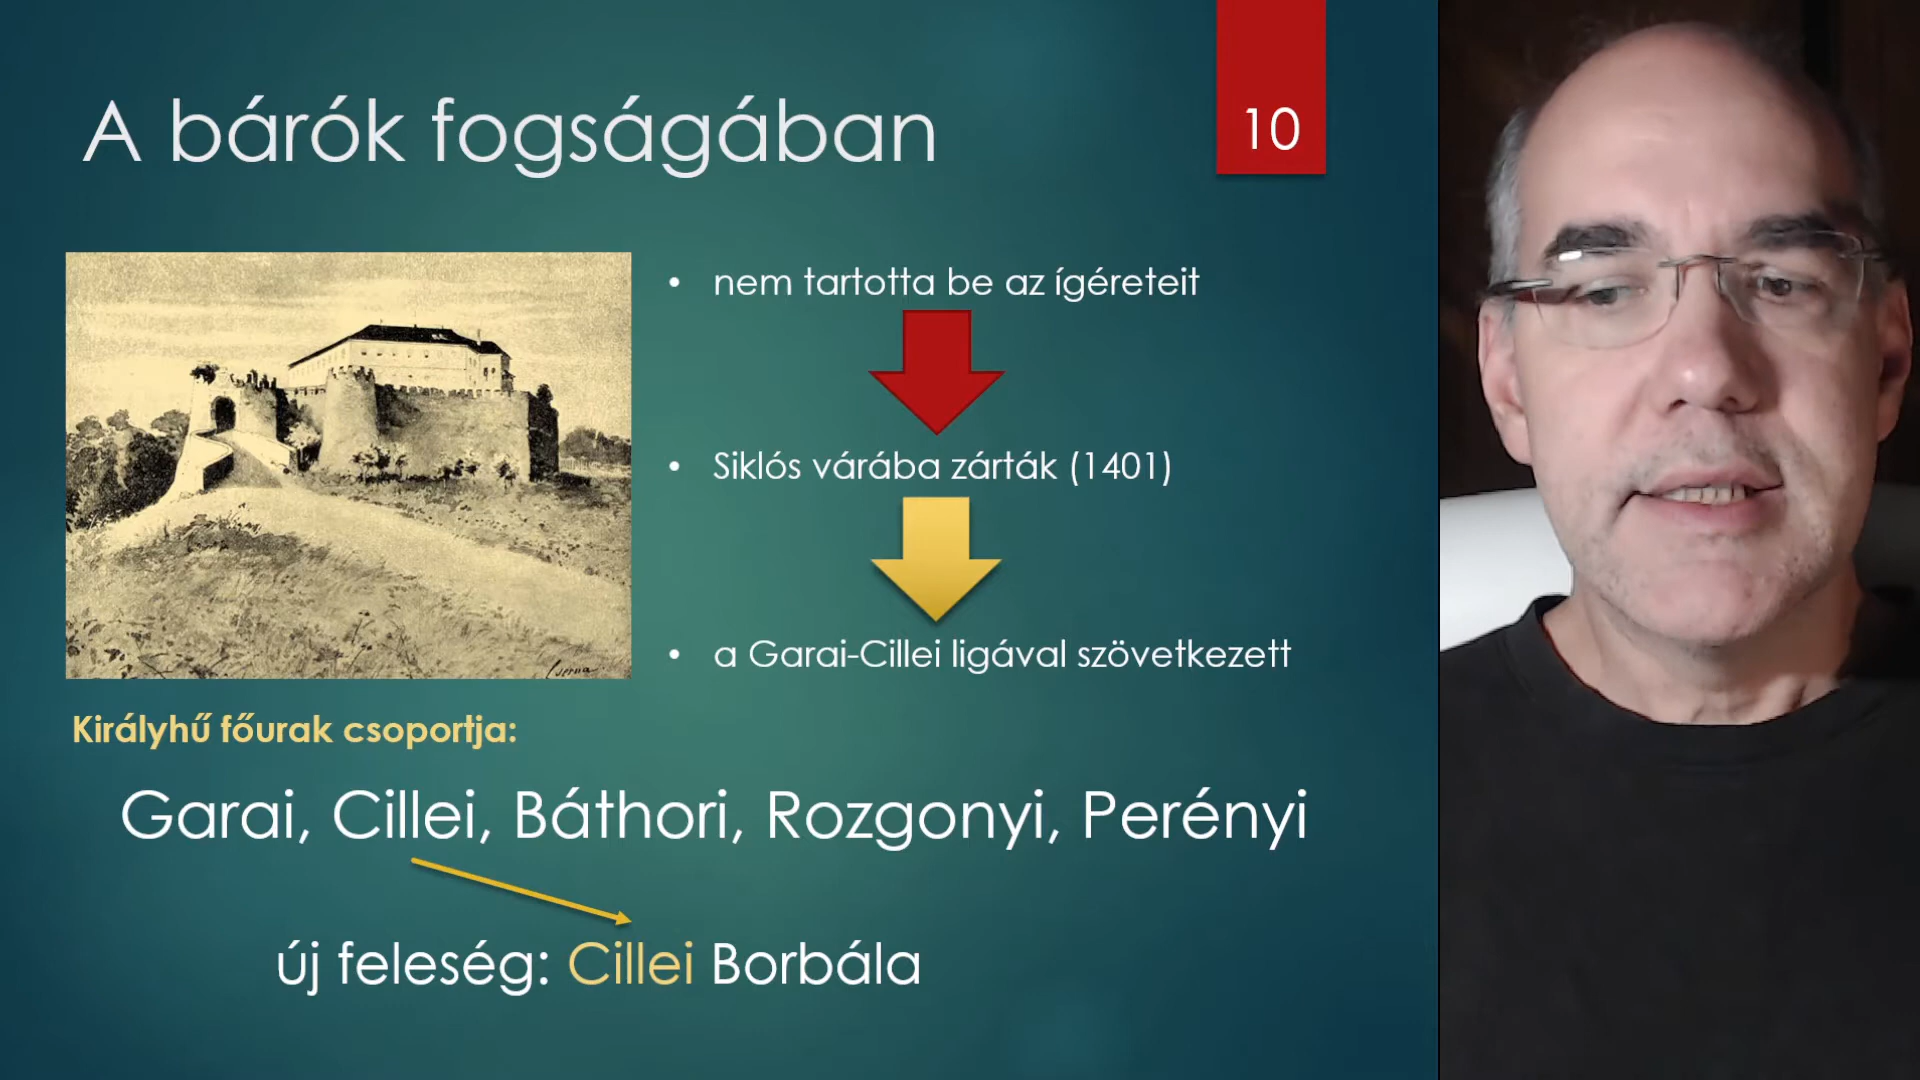 A bárók fogságában
10
• nem tartotta be az ígéreteit
• Siklós várába zárták (1401)
• a Garai-Cillei ligával szövetkezett
Királyhű főurak csoportja:
Garai, Cillei, Báthori, Rozgonyi, Perényi
új feleség: Cillei Borbála